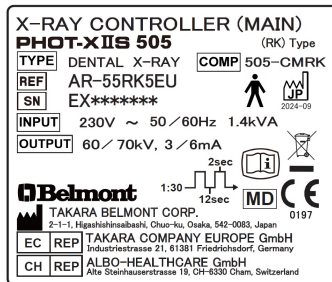 X-RAY CONTROLLER (MAIN)
PHOT-XⅡS 505 (RK) Type
TYPE DENTAL X-RAY COMP 505-CMRK
REF AR-55RK5EU
SN EX*******
JP
2024-09
INPUT 230V ~ 50/60Hz 1.4kVA
OUTPUT 60/70kV, 3/6mA
2sec
1:30
12sec
Belmont
MD
0197
TAKARA BELMONT CORP.
2-1-1, Higashishinsaibashi, Chuo-ku, Osaka, 542-0083, Japan
EC REP TAKARA COMPANY EUROPE GmbH
Industriestrasse 21, 61381 Friedrichsdorf, Germany
CH REP ALBO-HEALTHCARE GmbH
Alte Steinhauserstrasse 19, CH-6330 Cham, Switzerland